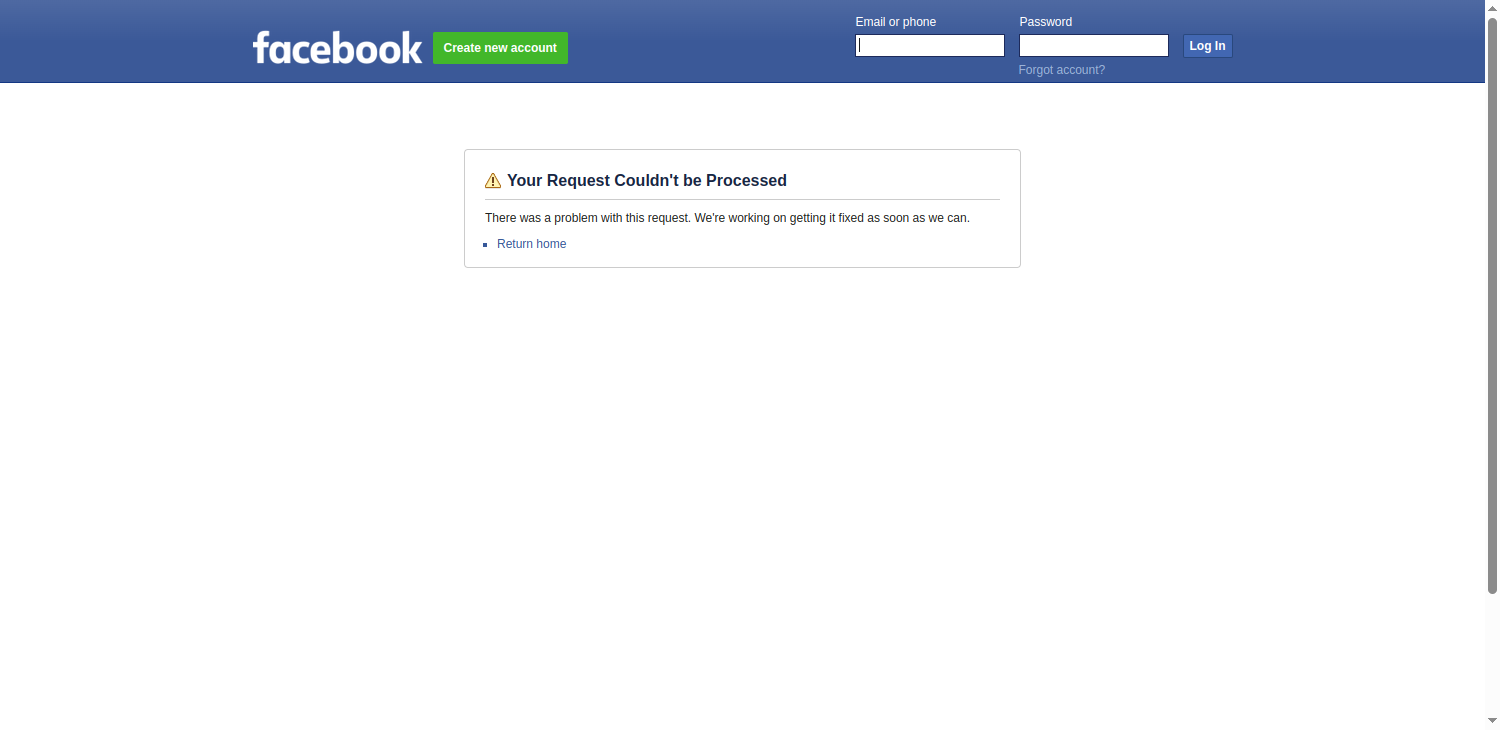 facebook
Create new account
Email or phone
Password
Log In
Forgot account?
Your Request Couldn't be Processed
There was a problem with this request. We're working on getting it fixed as soon as we can.
Return home